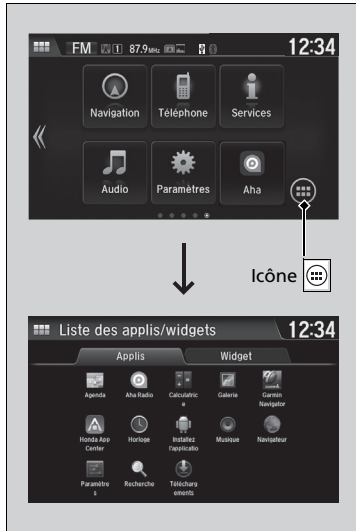 FM 1 87.9MHz 12:34
Navigation Téléphone Services
Audio Paramètres Aha
Icône
Liste des applis/widgets 12:34
Applis Widget
Agenda Aha Radio Calculatric
e Galerie Garmin
Navigator
Honda App
Center Horloge Installez
l'applicatio Musique Navigateur
Paramètre
s Recherche Télécharg
ements